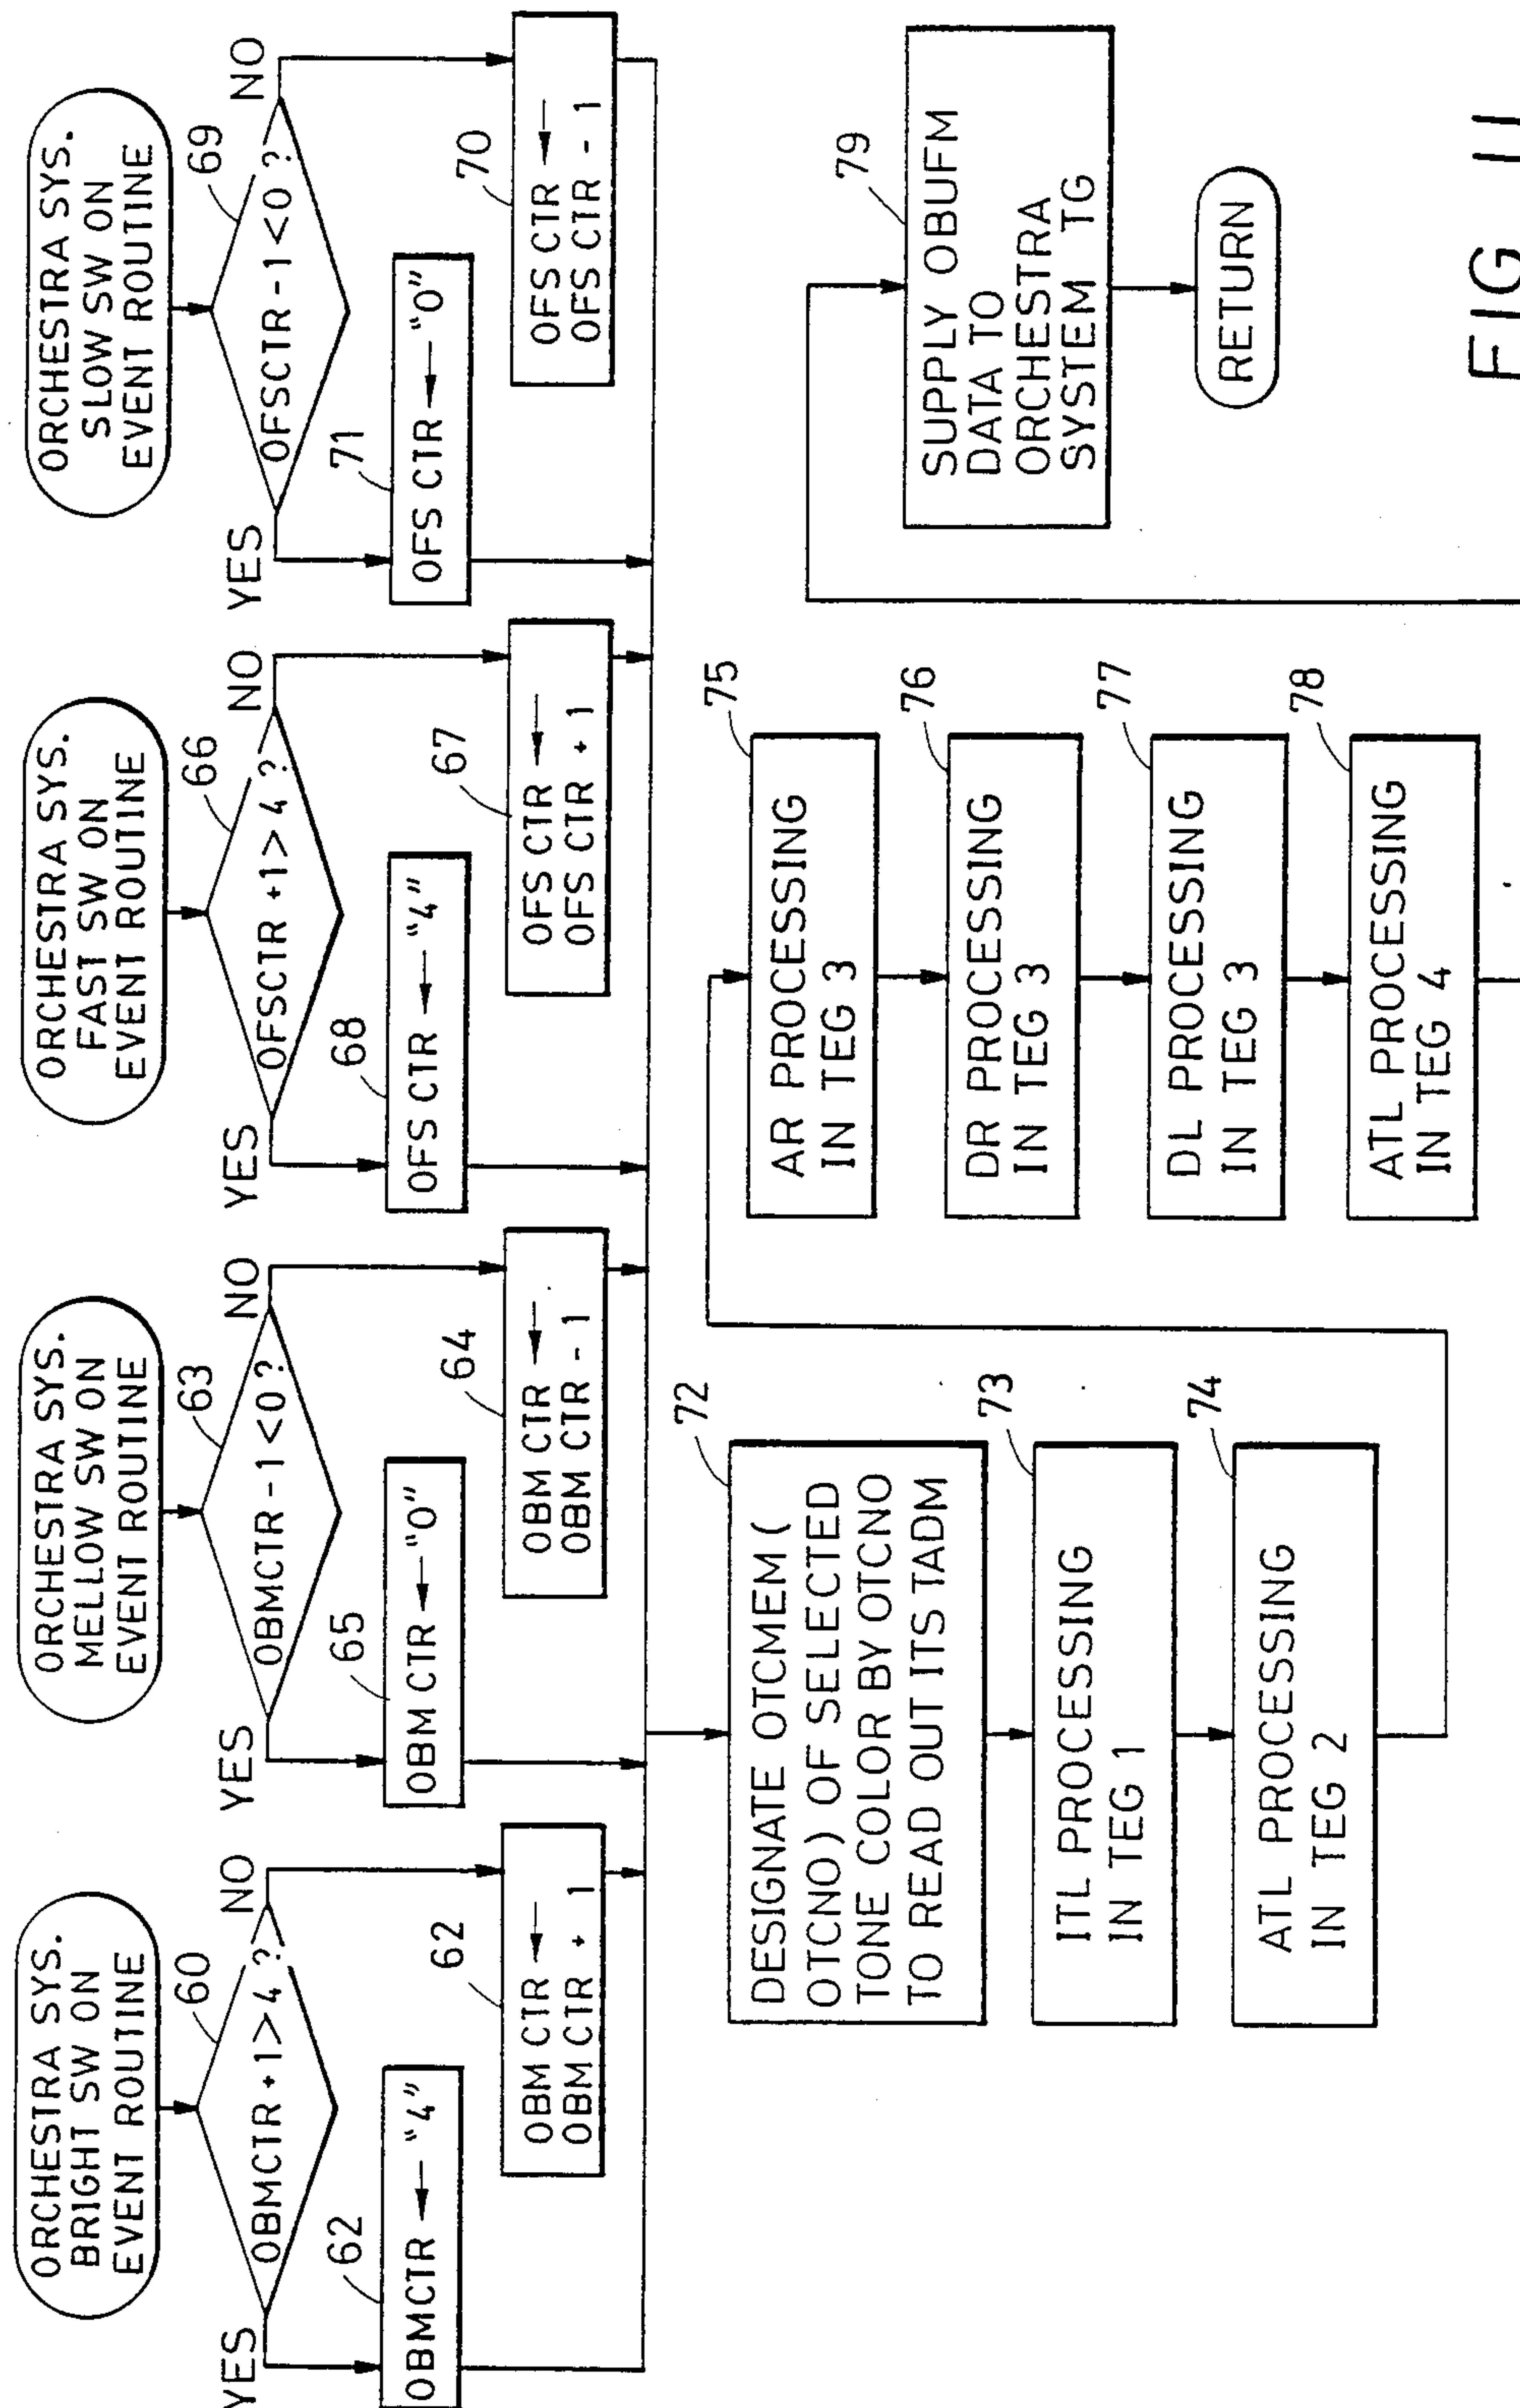 ORCHESTRA SYS.
BRIGHT SW ON
EVENT ROUTINE
60
OBMCTR +1>4 ?
YES
NO
62
OBMCTR ← "4"
62
OBM CTR ←
OBM CTR + 1
ORCHESTRA SYS.
MELLOW SW ON
EVENT ROUTINE
63
OBMCTR -1 <0 ?
YES
NO
65
OBM CTR ← "0"
64
OBM CTR ←
OBM CTR - 1
ORCHESTRA SYS.
FAST SW ON
EVENT ROUTINE
66
OFSCTR +1> 4 ?
YES
NO
68
OFS CTR ← "4"
67
OFS CTR ←
OFS CTR + 1
ORCHESTRA SYS.
SLOW SW ON
EVENT ROUTINE
69
OFSCTR -1 <0 ?
YES
NO
71
OFS CTR ← "0"
70
OFS CTR ←
OFS CTR - 1
72
DESIGNATE OTCMEM (
OTCNO) OF SELECTED
TONE COLOR BY OTCNO
TO READ OUT ITS TADM
73
ITL PROCESSING
IN TEG 1
74
ATL PROCESSING
IN TEG 2
75
AR PROCESSING
IN TEG 3
76
DR PROCESSING
IN TEG 3
77
DL PROCESSING
IN TEG 3
78
ATL PROCESSING
IN TEG 4
79
SUPPLY OBUFM
DATA TO
ORCHESTRA
SYSTEM TG
RETURN
FIG 11